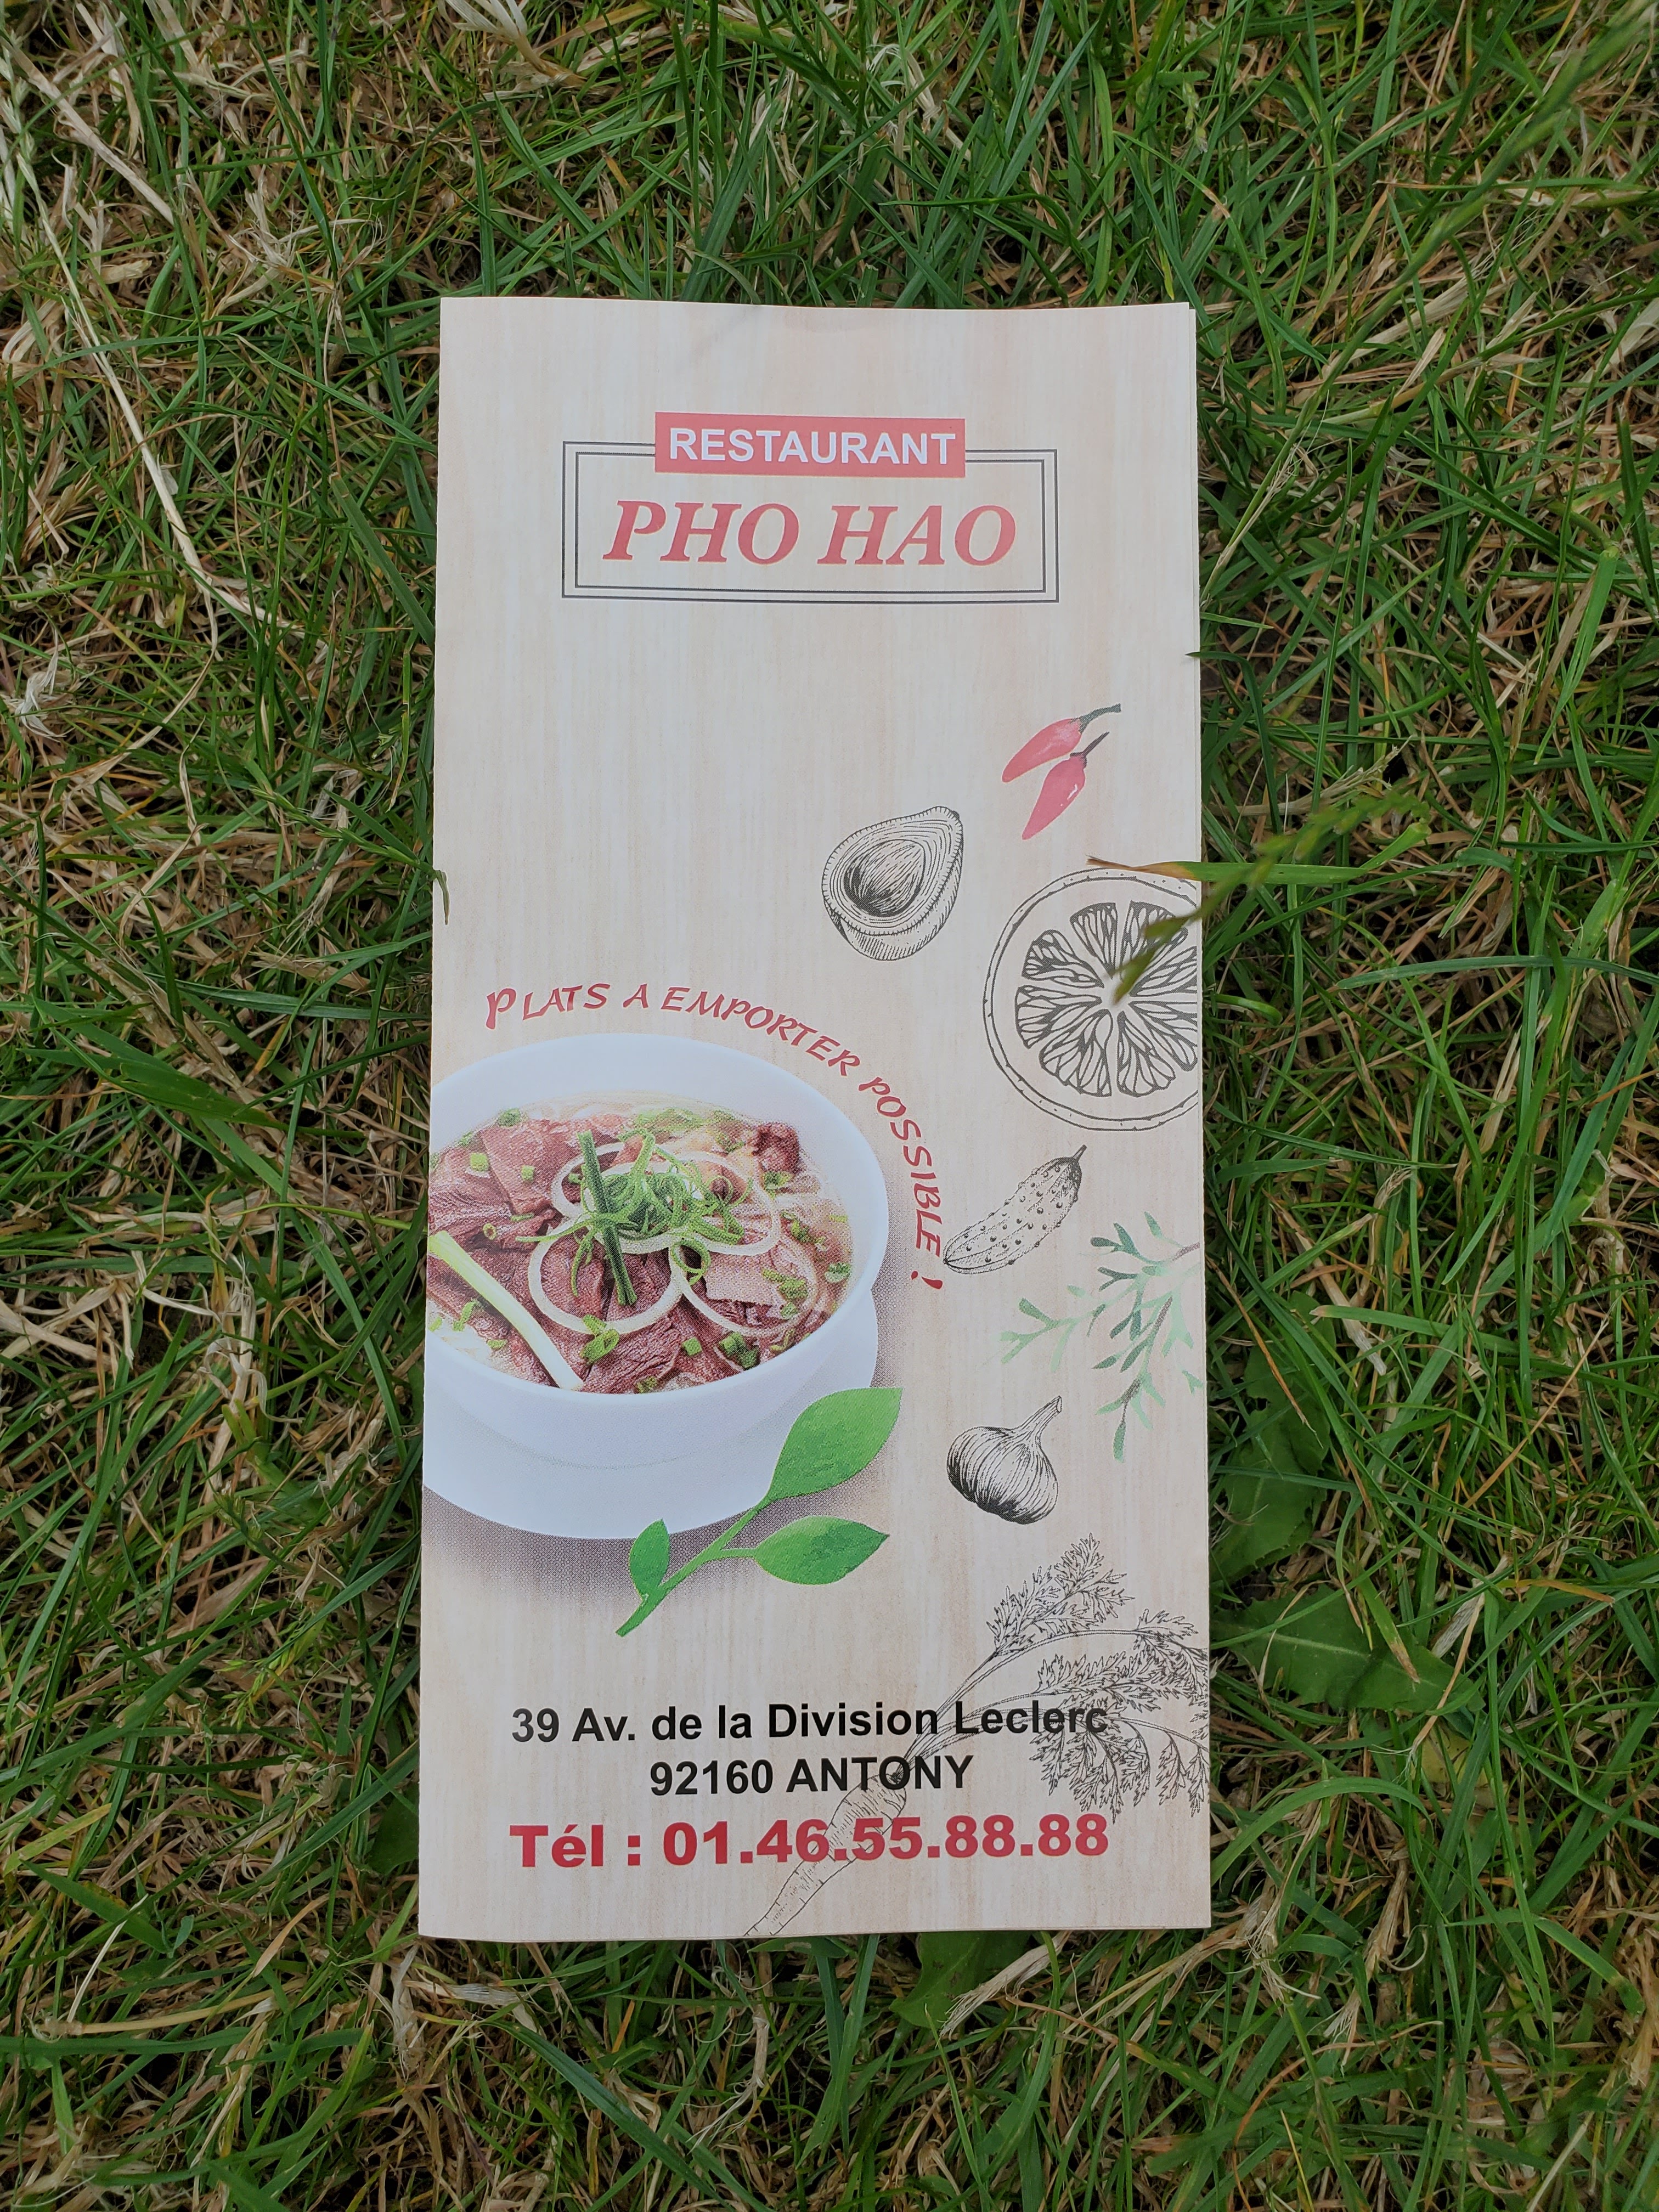 RESTAURANT
PHO HAO
PLATS A EMPORTER POSSIBLE !
39 Av. de la Division Leclerc
92160 ANTONY
Tél : 01.46.55.88.88